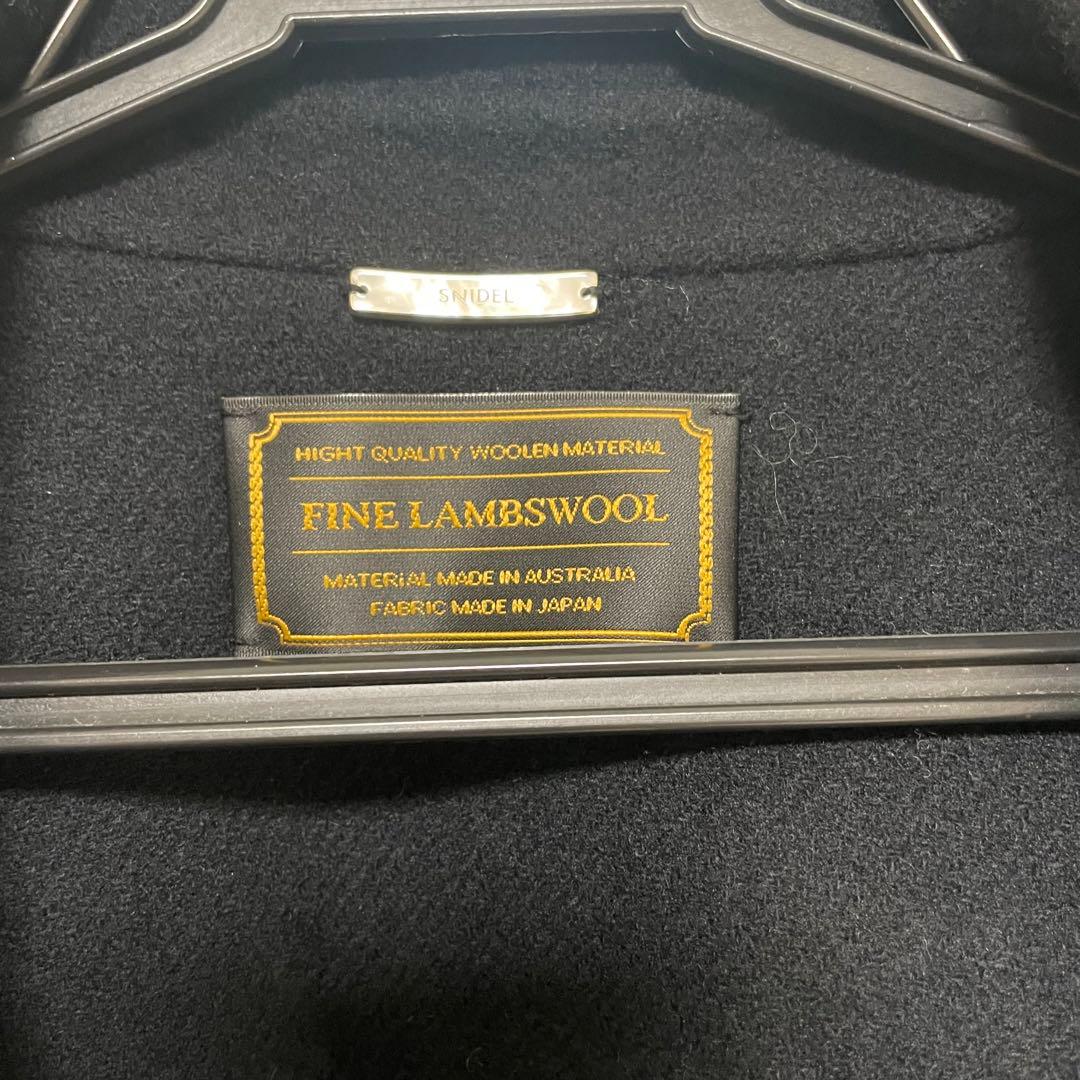 SNIDEL
HIGHT QUALITY WOOLEN MATERIAL
FINE LAMBSWOOL
MATERIAL MADE IN AUSTRALIA
FABRIC MADE IN JAPAN